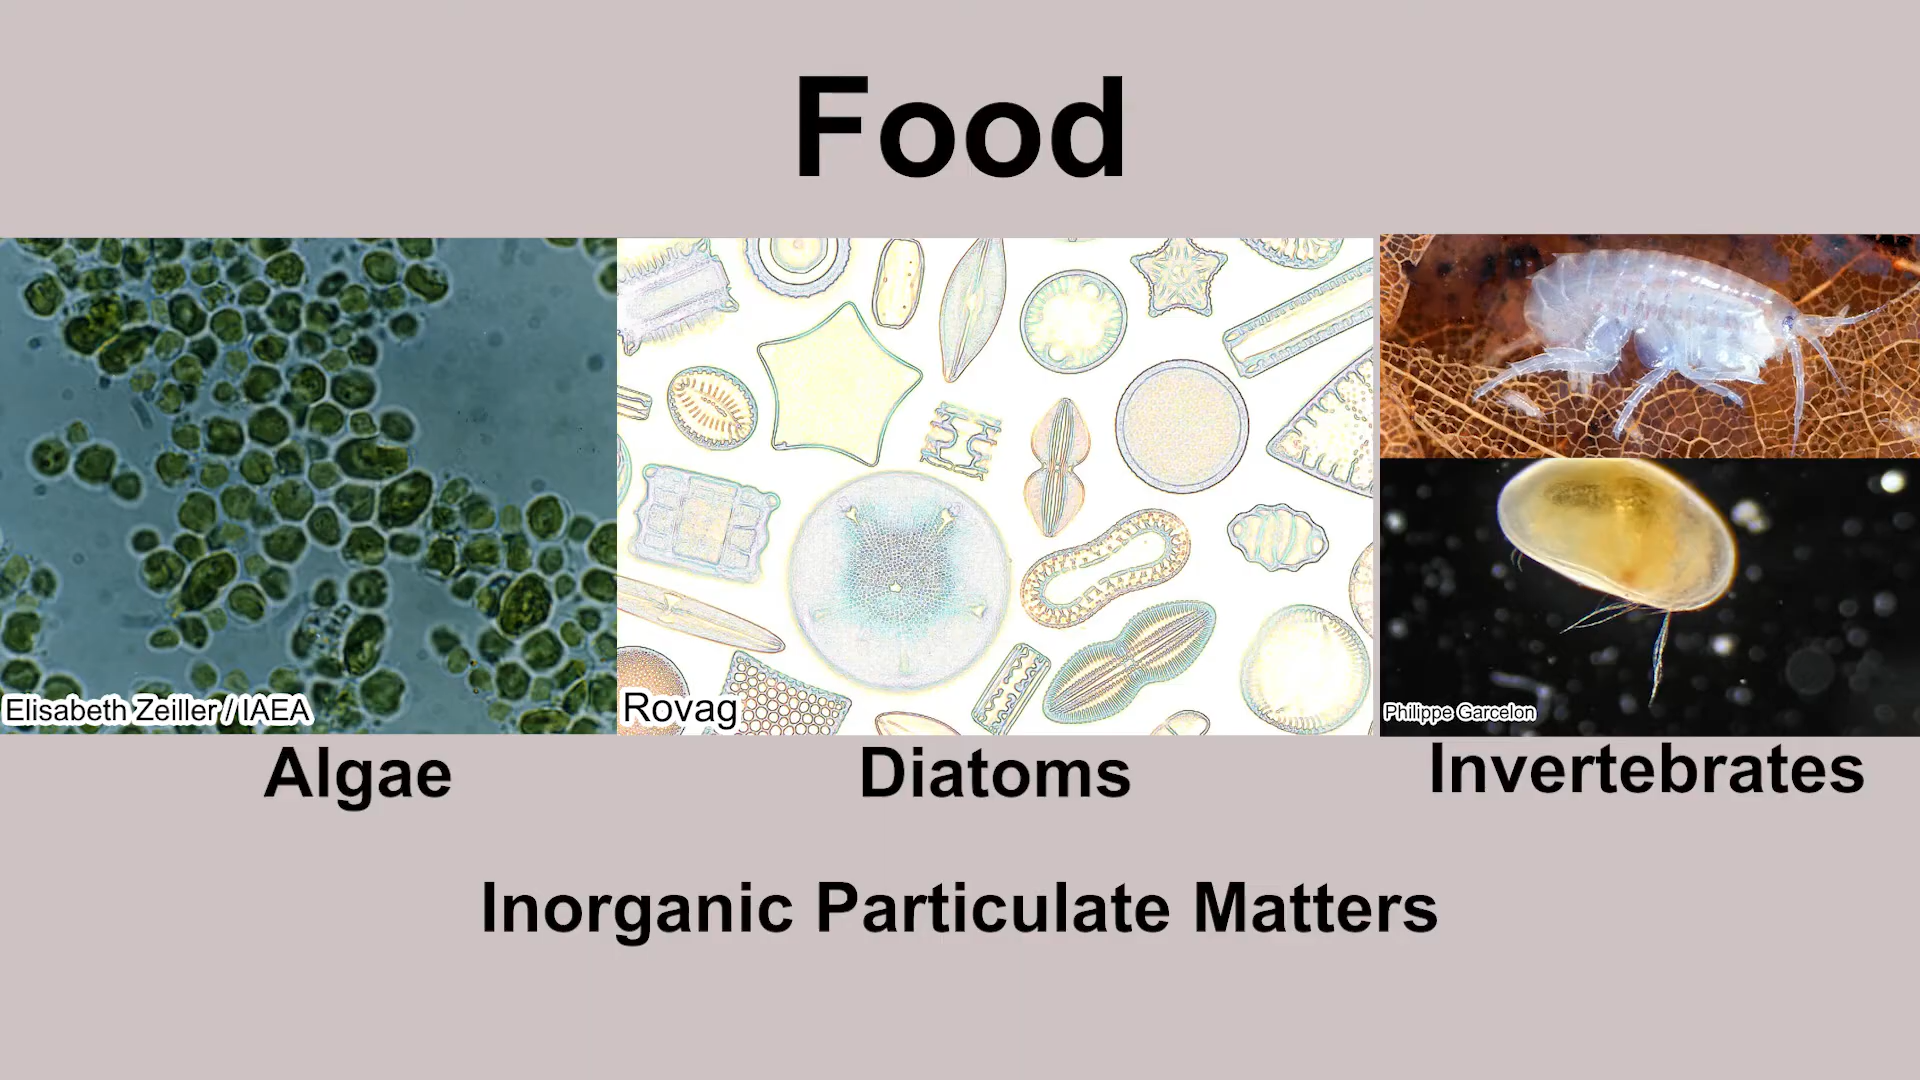 Food
Elisabeth Zeiller / IAEA
Rovag
Philippe Garcelon
Algae
Diatoms
Invertebrates
Inorganic Particulate Matters